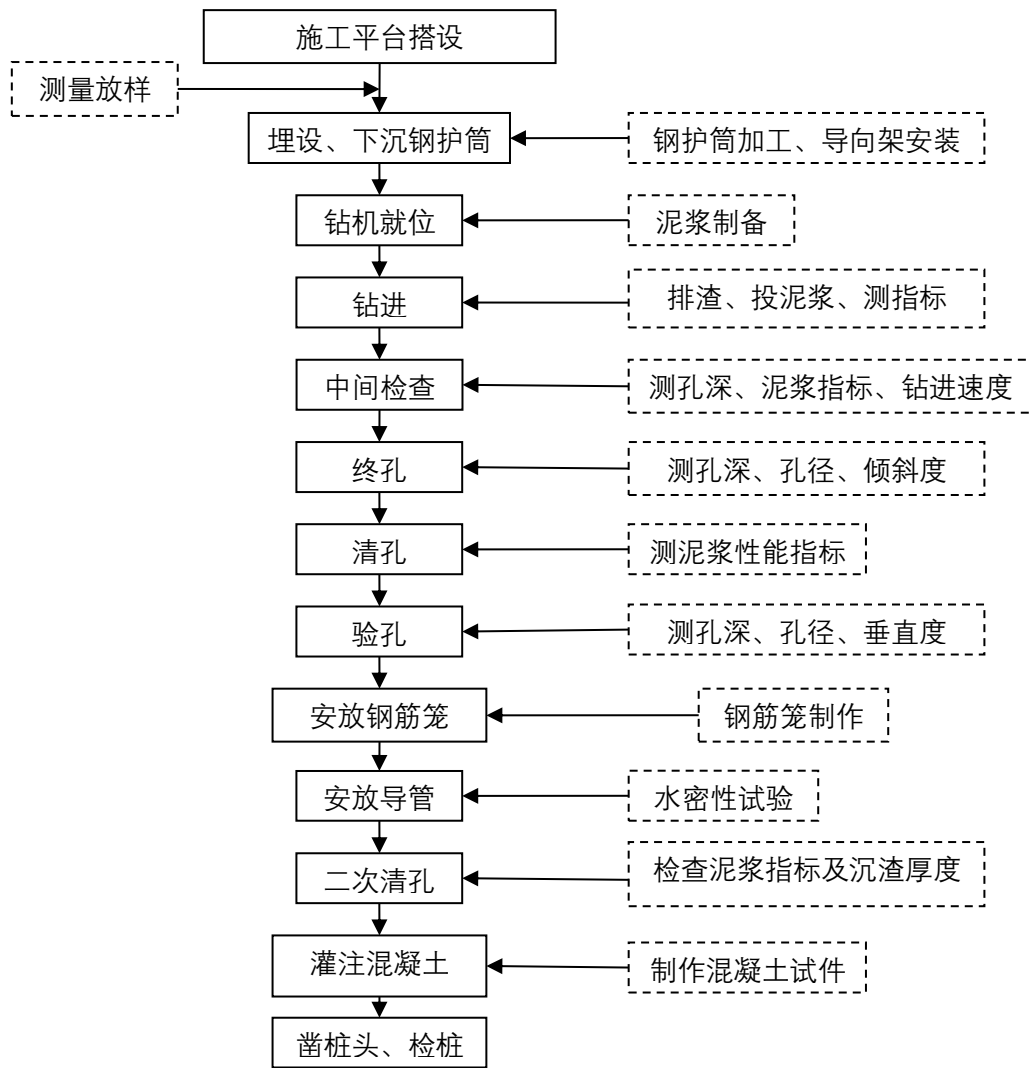 施工平台搭设
测量放样
埋设、下沉钢护筒
钢护筒加工、导向架安装
钻机就位
泥浆制备
钻进
排渣、投泥浆、测指标
中间检查
测孔深、泥浆指标、钻进速度
终孔
测孔深、孔径、倾斜度
清孔
测泥浆性能指标
验孔
测孔深、孔径、垂直度
安放钢筋笼
钢筋笼制作
安放导管
水密性试验
二次清孔
检查泥浆指标及沉渣厚度
灌注混凝土
制作混凝土试件
凿桩头、检桩